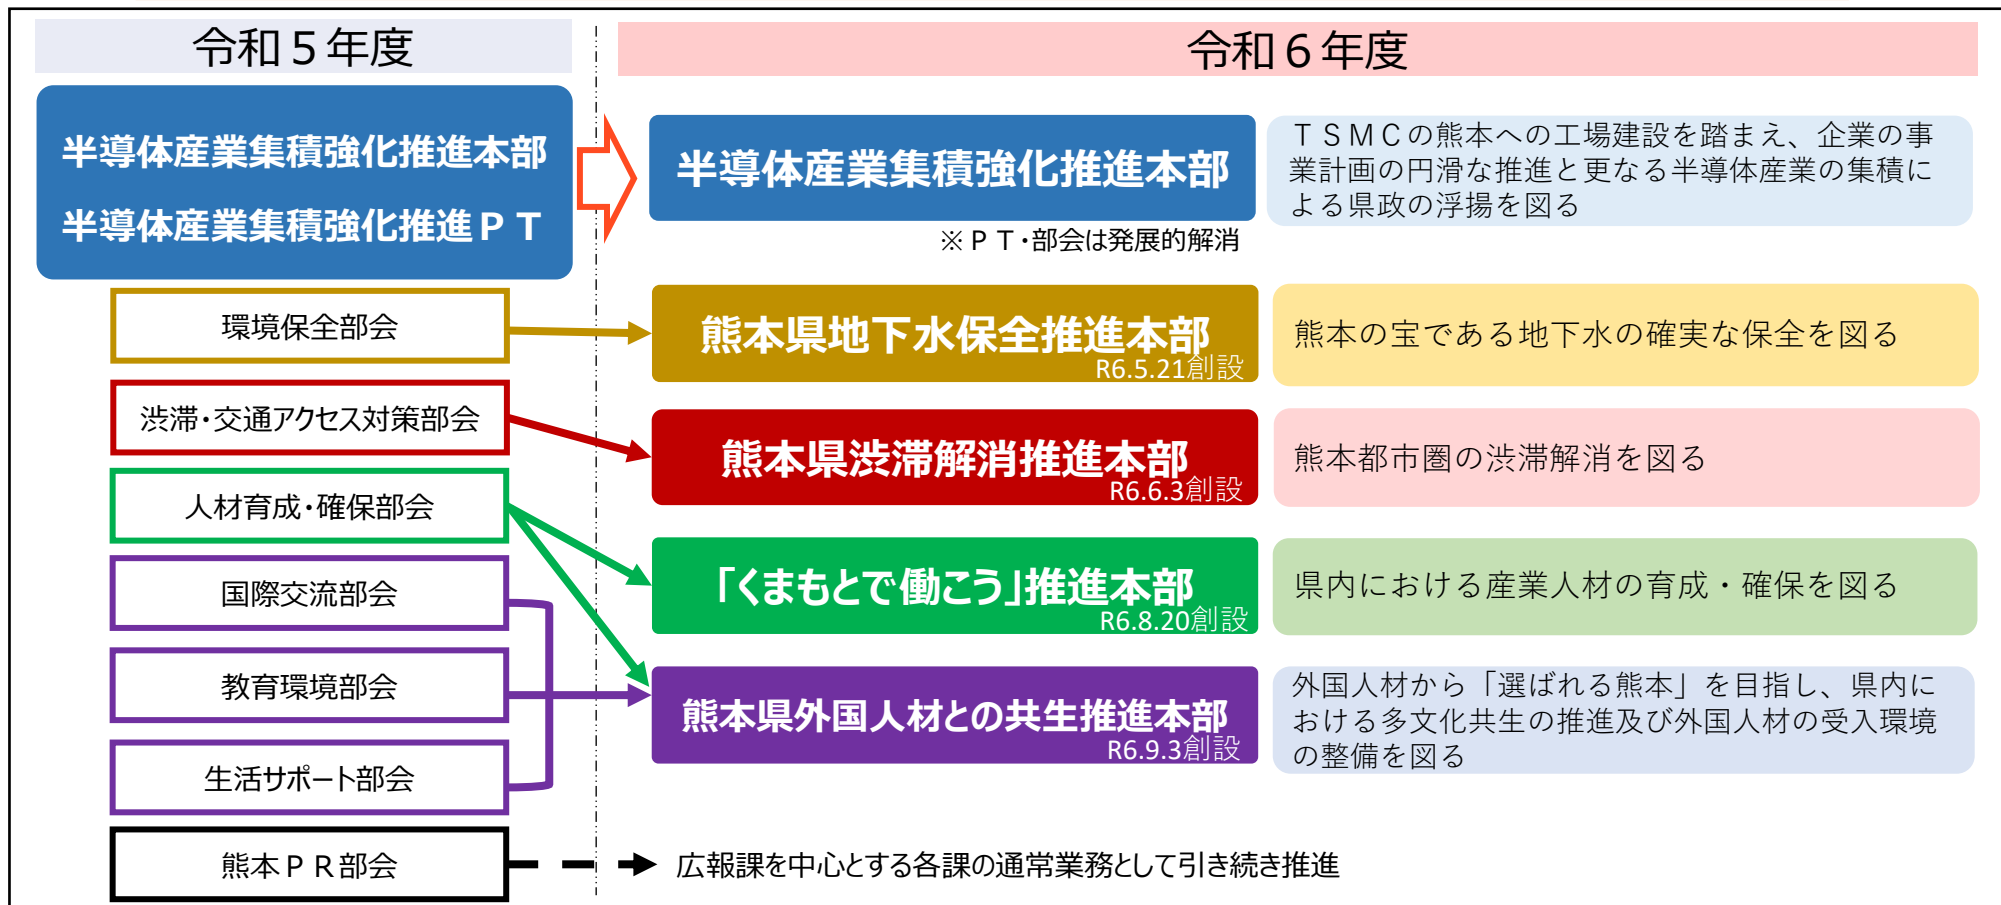 令和５年度
令和６年度
半導体産業集積強化推進本部
半導体産業集積強化推進ＰＴ
半導体産業集積強化推進本部
ＴＳＭＣの熊本への工場建設を踏まえ、企業の事
業計画の円滑な推進と更なる半導体産業の集積に
よる県政の浮揚を図る
※ＰＴ・部会は発展的解消
環境保全部会
熊本県地下水保全推進本部
R6.5.21創設
熊本の宝である地下水の確実な保全を図る
渋滞・交通アクセス対策部会
熊本県渋滞解消推進本部
R6.6.3創設
熊本都市圏の渋滞解消を図る
人材育成・確保部会
「くまもとで働こう」推進本部
R6.8.20創設
県内における産業人材の育成・確保を図る
国際交流部会
教育環境部会
生活サポート部会
熊本県外国人材との共生推進本部
R6.9.3創設
外国人材から「選ばれる熊本」を目指し、県内に
おける多文化共生の推進及び外国人材の受入環境
の整備を図る
熊本ＰＲ部会
広報課を中心とする各課の通常業務として引き続き推進